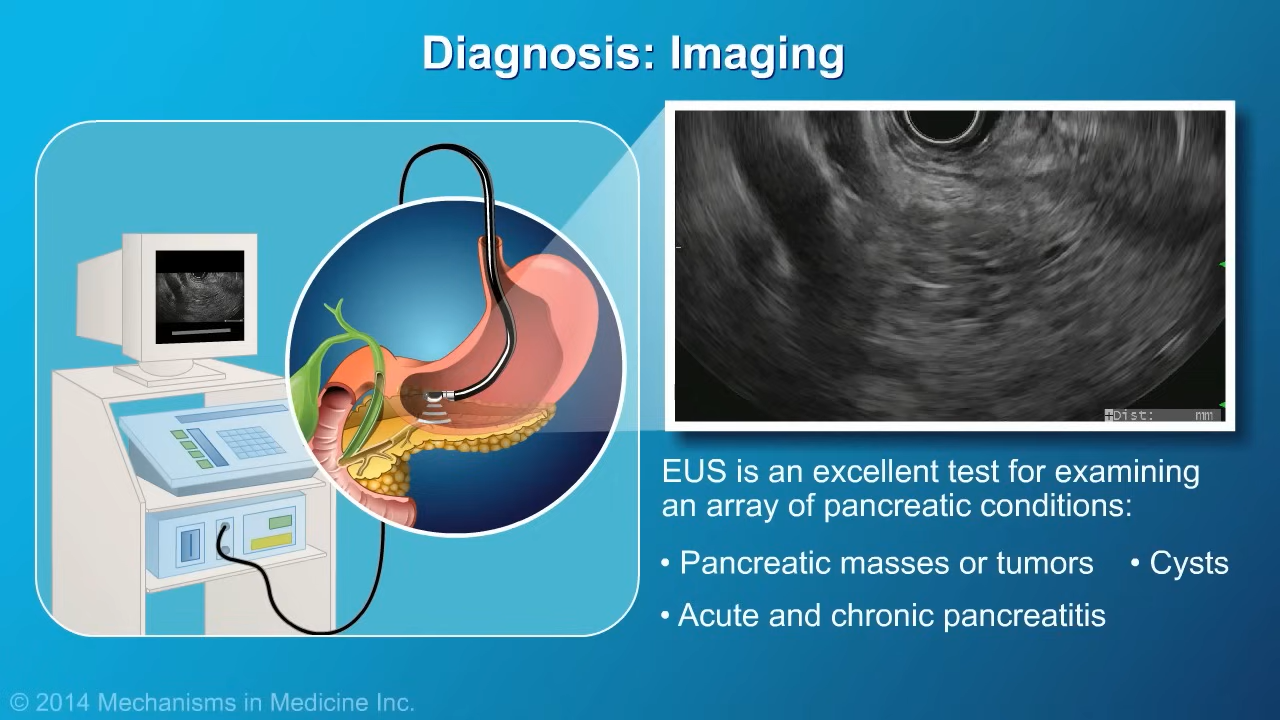 Diagnosis: Imaging
+Dist: mm
EUS is an excellent test for examining
an array of pancreatic conditions:
• Pancreatic masses or tumors • Cysts
• Acute and chronic pancreatitis
© 2014 Mechanisms in Medicine Inc.